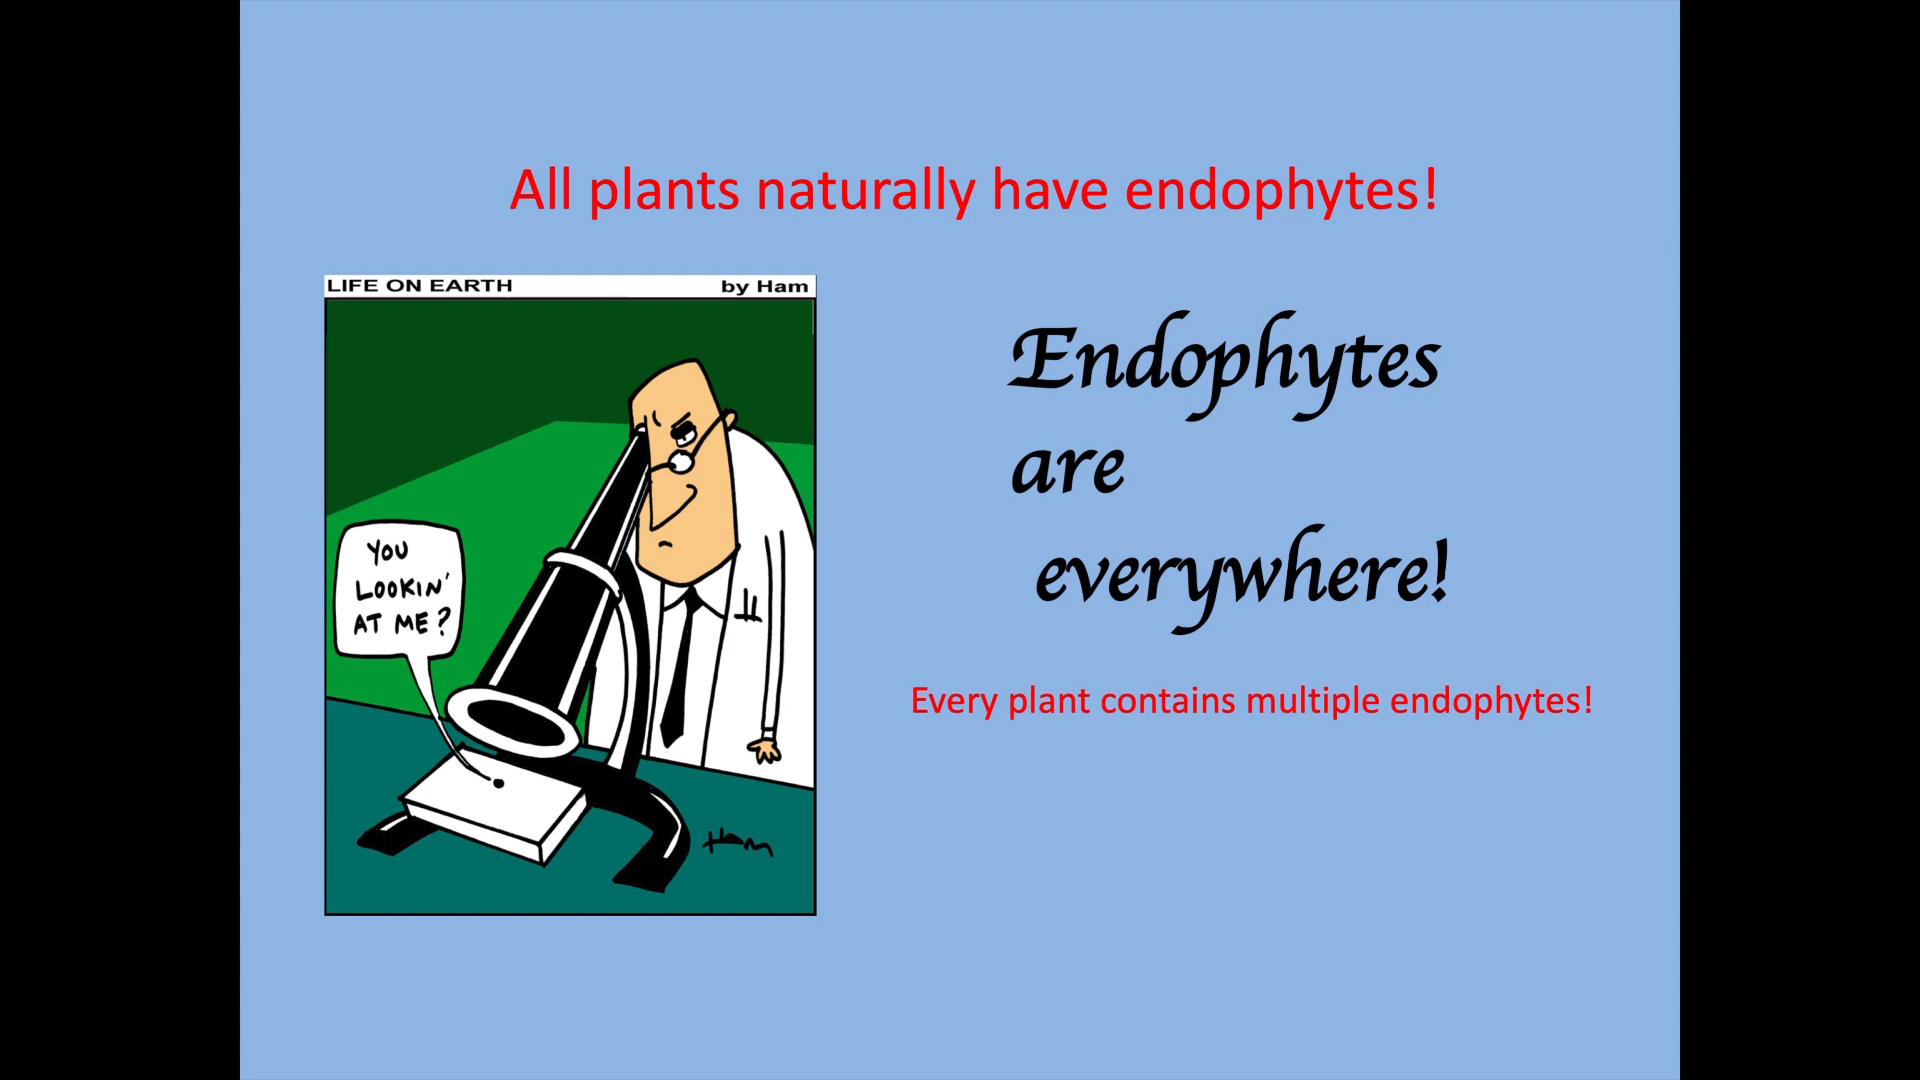 All plants naturally have endophytes!
LIFE ON EARTH by Ham
YOU
LOOKIN'
AT ME?
Ham
Endophytes
are
everywhere!
Every plant contains multiple endophytes!